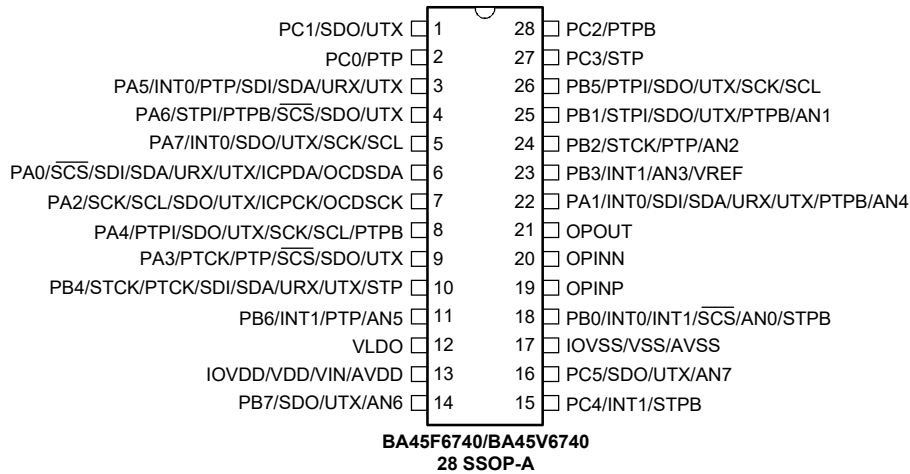 PC1/SDO/UTX 1 28 PC2/PTPB
PC0/PTP 2 27 PC3/STP
PA5/INT0/PTP/SDI/SDA/URX/UTX 3 26 PB5/PTPI/SDO/UTX/SCK/SCL
PA6/STPI/PTPB/SCS/SDO/UTX 4 25 PB1/STPI/SDO/UTX/PTPB/AN1
PA7/INT0/SDO/UTX/SCK/SCL 5 24 PB2/STCK/PTP/AN2
PA0/SCS/SDI/SDA/URX/UTX/ICPDA/OCDSDA 6 23 PB3/INT1/AN3/VREF
PA2/SCK/SCL/SDO/UTX/ICPCK/OCDSCK 7 22 PA1/INT0/SDI/SDA/URX/UTX/PTPB/AN4
PA4/PTPI/SDO/UTX/SCK/SCL/PTPB 8 21 OPOUT
PA3/PTCK/PTP/SCS/SDO/UTX 9 20 OPINN
PB4/STCK/PTCK/SDI/SDA/URX/UTX/STP 10 19 OPINP
PB6/INT1/PTP/AN5 11 18 PB0/INT0/INT1/SCS/AN0/STPB
VLDO 12 17 IOVSS/VSS/AVSS
IOVDD/VDD/VIN/AVDD 13 16 PC5/SDO/UTX/AN7
PB7/SDO/UTX/AN6 14 15 PC4/INT1/STPB
BA45F6740/BA45V6740
28 SSOP-A